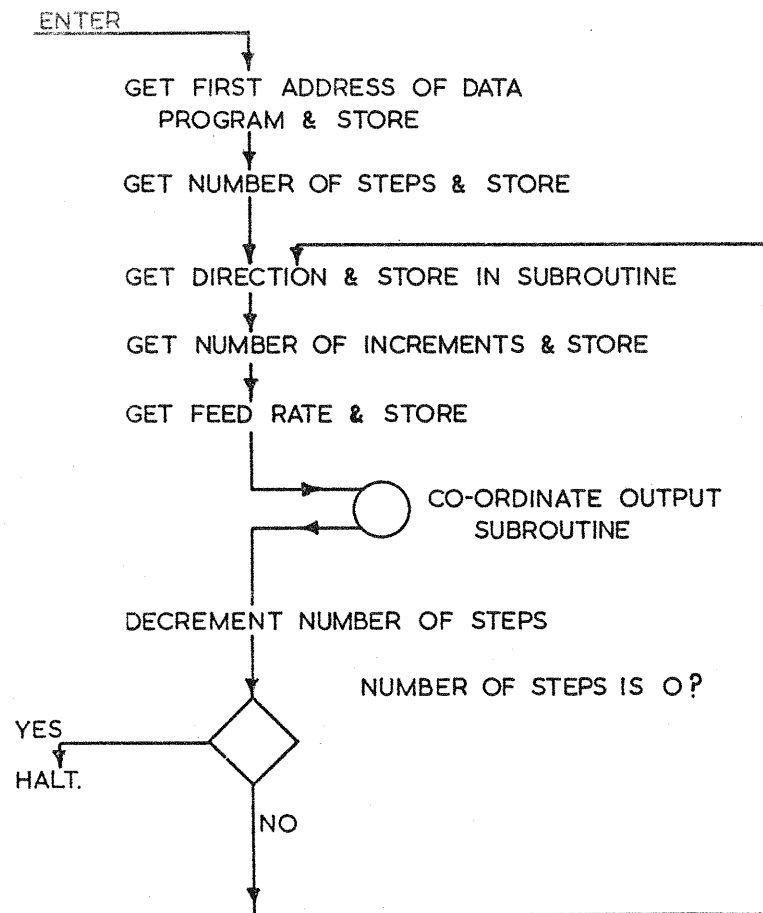 ENTER
GET FIRST ADDRESS OF DATA
PROGRAM & STORE
GET NUMBER OF STEPS & STORE
GET DIRECTION & STORE IN SUBROUTINE
GET NUMBER OF INCREMENTS & STORE
GET FEED RATE & STORE
CO-ORDINATE OUTPUT
SUBROUTINE
DECREMENT NUMBER OF STEPS
NUMBER OF STEPS IS O?
YES
HALT.
NO